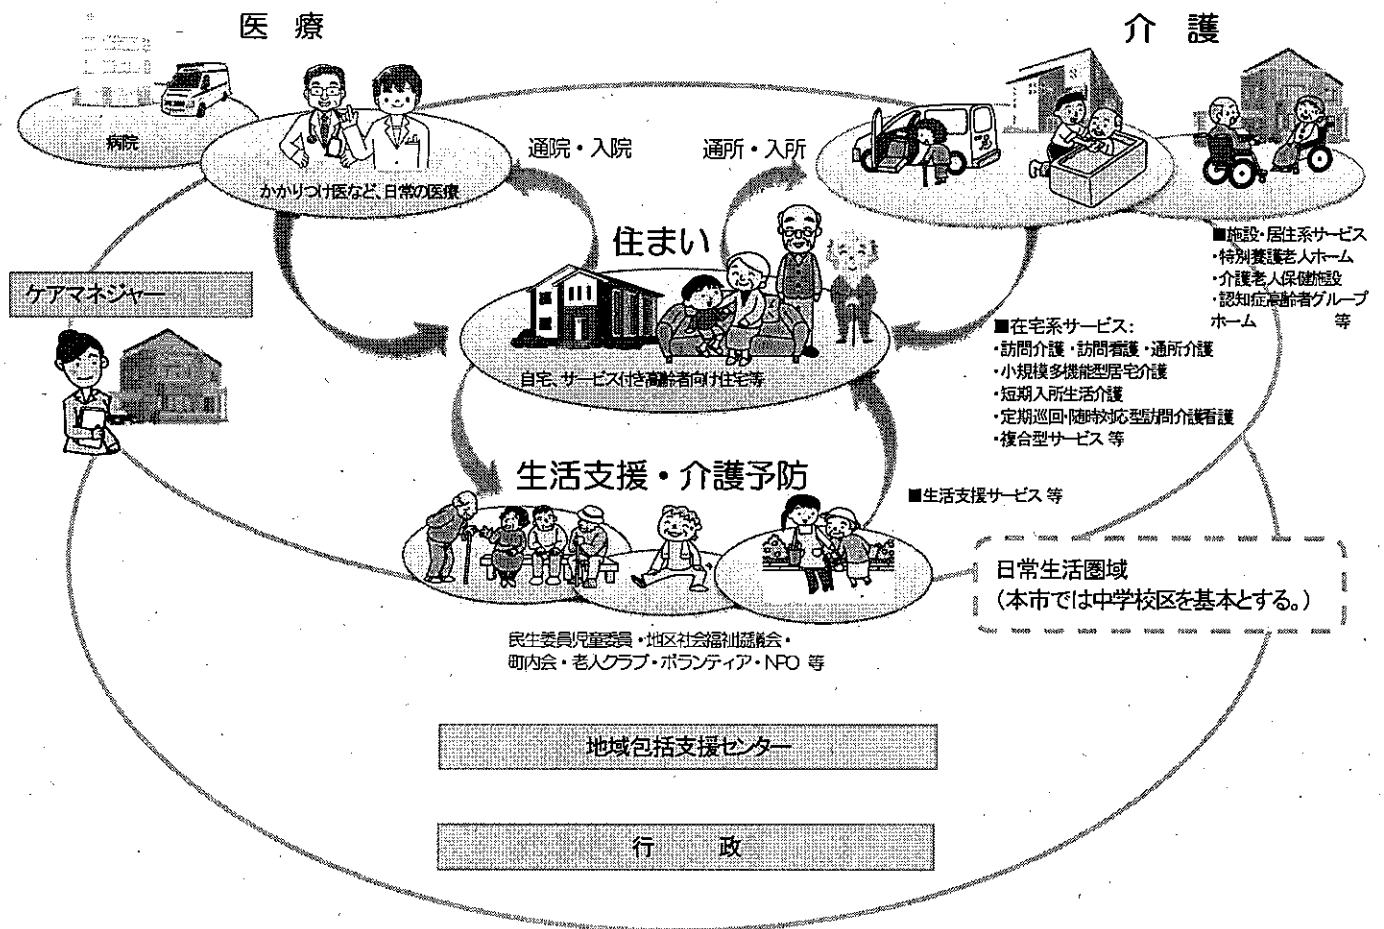 医 療
介 護
病院
かかりつけ医など、日常の医療
通院・入院
通所・入所
住まい
自宅、サービス付き高齢者向け住宅等
ケアマネジャー
■施設・居住系サービス
・特別養護老人ホーム
・介護老人保健施設
・認知症高齢者グループ
ホーム 等
■在宅系サービス:
・訪問介護・訪問看護・通所介護
・小規模多機能型居宅介護
・短期入所生活介護
・定期巡回・随時対応型訪問介護看護
・複合型サービス 等
生活支援・介護予防
■生活支援サービス 等
日常生活圏域
(本市では中学校区を基本とする。)
民生委員児童委員・地区社会福祉協議会・
町内会・老人クラブ・ボランティア・NPO 等
地域包括支援センター
行 政